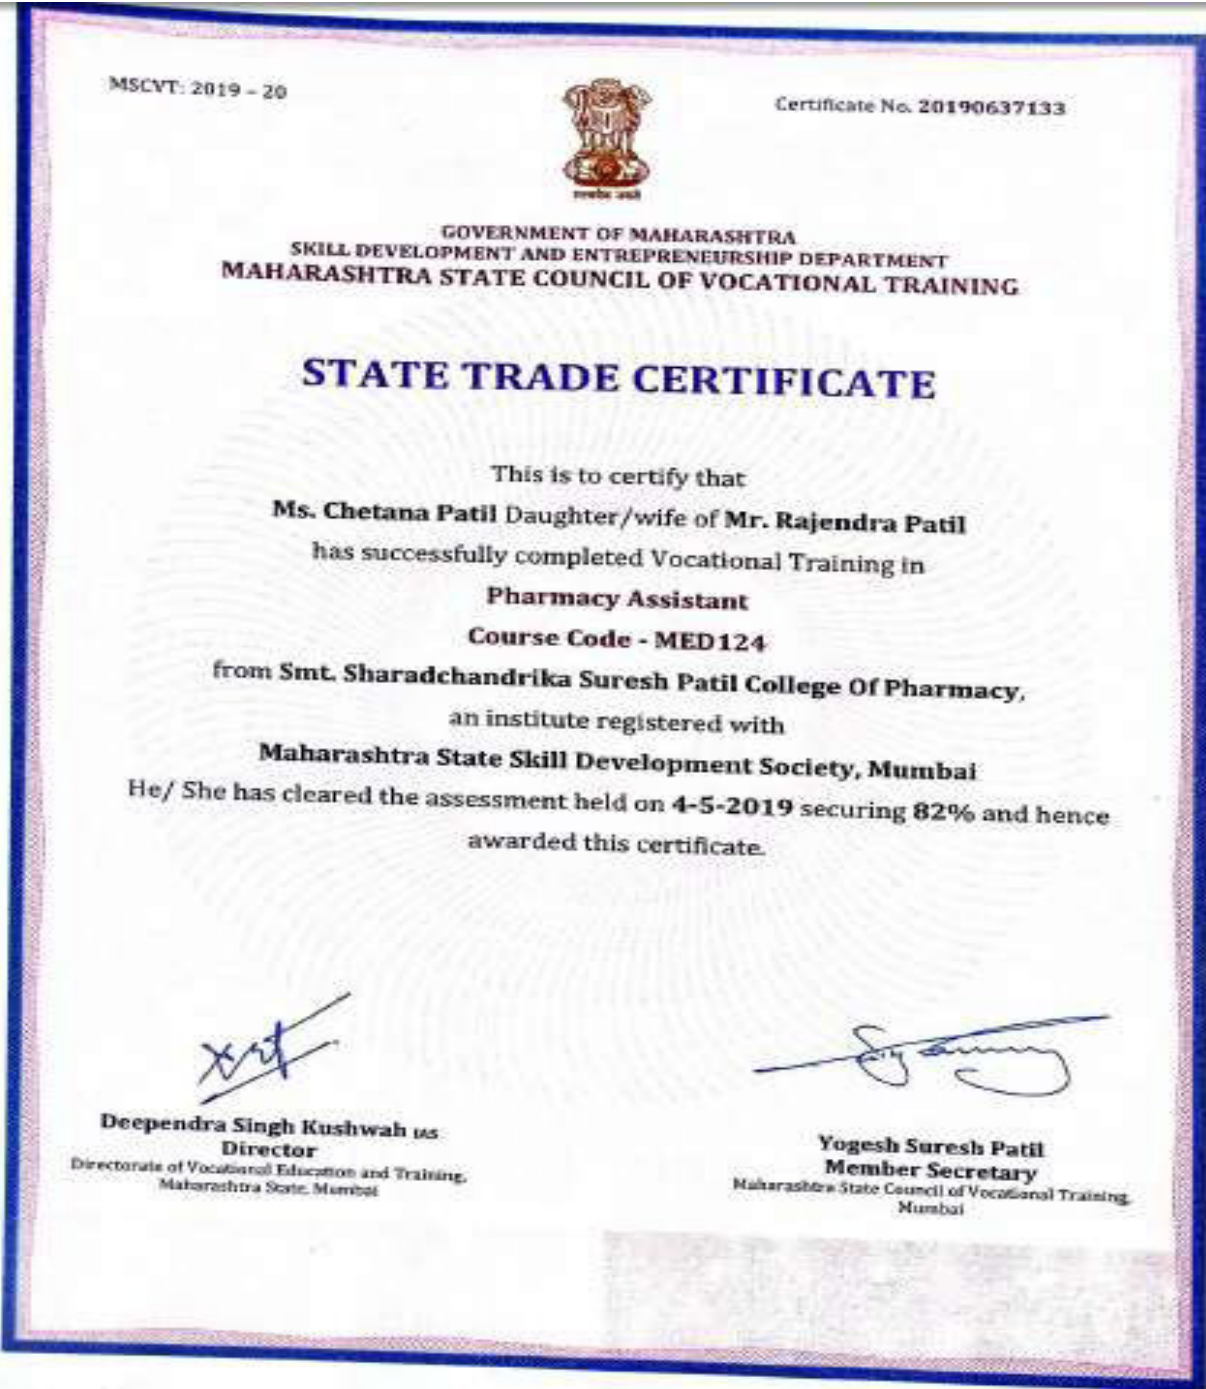 MSCVT: 2019 - 20
Certificate No. 20190637133
सत्यमेव जयते
GOVERNMENT OF MAHARASHTRA
SKILL DEVELOPMENT AND ENTREPRENEURSHIP DEPARTMENT
MAHARASHTRA STATE COUNCIL OF VOCATIONAL TRAINING
STATE TRADE CERTIFICATE
This is to certify that
Ms. Chetana Patil Daughter/wife of Mr. Rajendra Patil
has successfully completed Vocational Training in
Pharmacy Assistant
Course Code - MED124
from Smt. Sharadchandrika Suresh Patil College Of Pharmacy,
an institute registered with
Maharashtra State Skill Development Society, Mumbai
He/ She has cleared the assessment held on 4-5-2019 securing 82% and hence
awarded this certificate.
Deependra Singh Kushwah IAS
Director
Directorate of Vocational Education and Training,
Maharashtra State, Mumbai
Yogesh Suresh Patil
Member Secretary
Maharashtra State Council of Vocational Training,
Mumbai